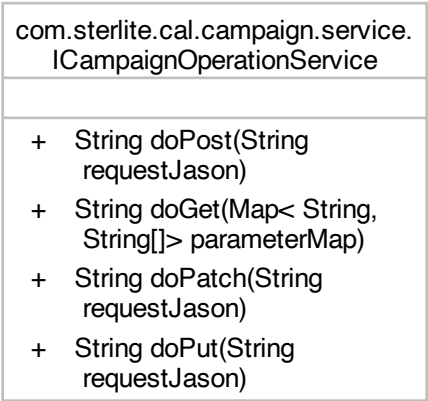 com.sterlite.cal.campaign.service.
ICampaignOperationService
+ String doPost(String
requestJason)
+ String doGet(Map< String,
String[]> parameterMap)
+ String doPatch(String
requestJason)
+ String doPut(String
requestJason)